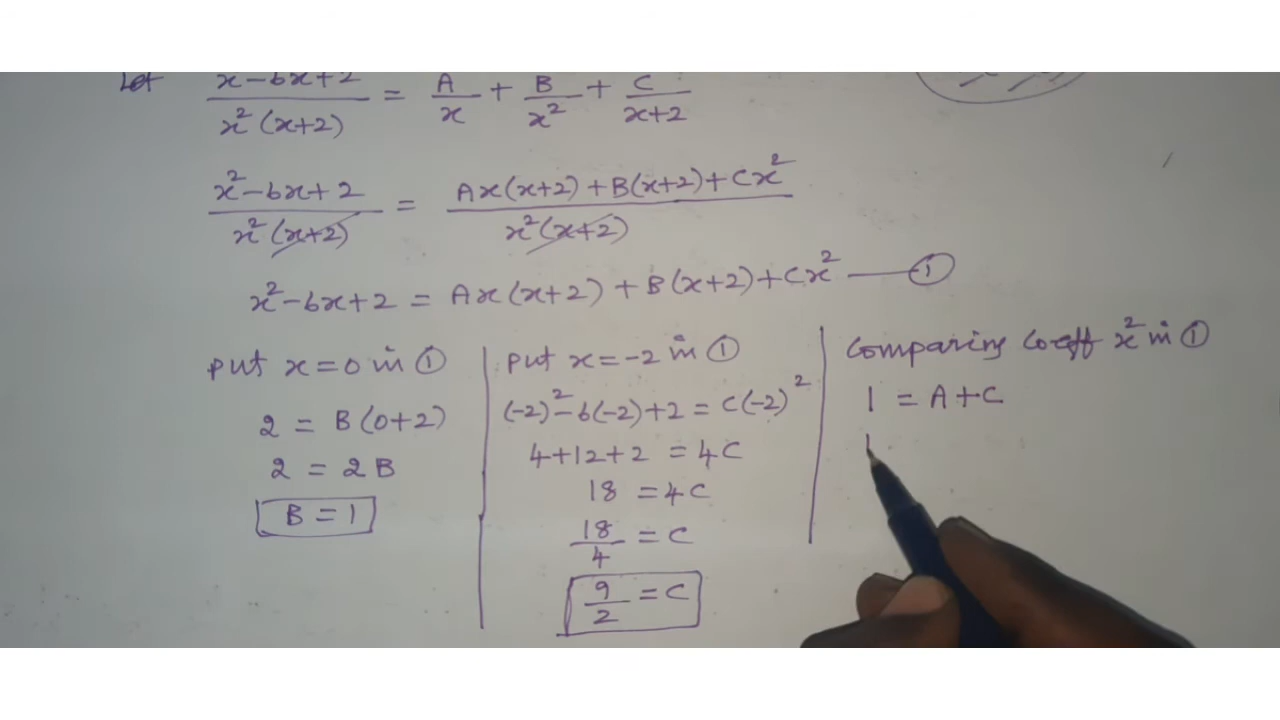 Let x-6x+2 / x²(x+2) = A/x + B/x² + C/x+2
x²-6x+2 / x²(x+2) = Ax(x+2)+B(x+2)+Cx² / x²(x+2)
x²-6x+2 = Ax(x+2)+B(x+2)+Cx² — ①
put x=0 in ①
2 = B(0+2)
2 = 2B
B = 1
put x=-2 in ①
(-2)²-6(-2)+2 = C(-2)²
4+12+2 = 4C
18 = 4C
18/4 = C
9/2 = C
Comparing coeff x² in ①
1 = A+C
1